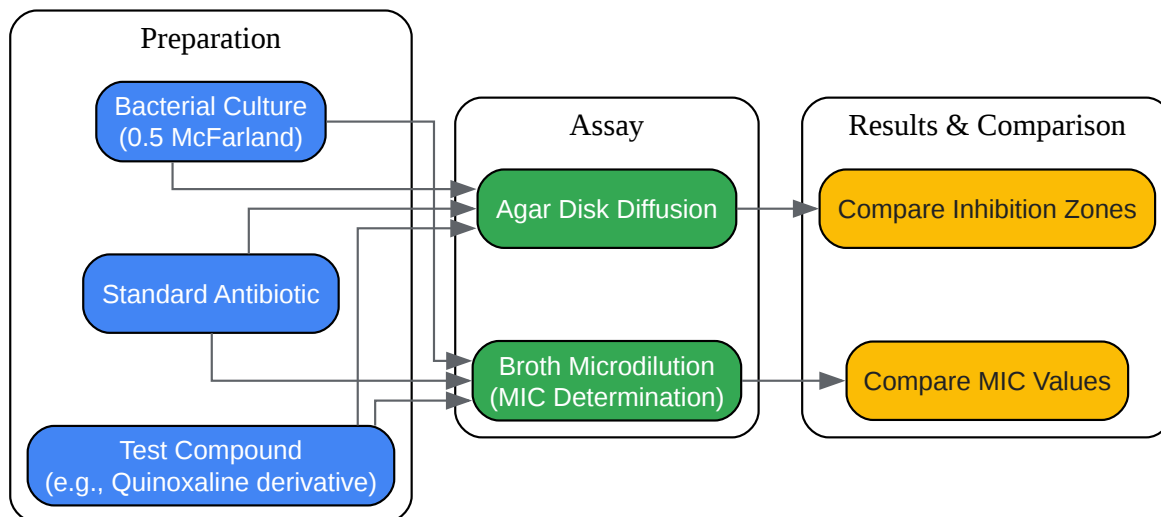 Preparation
Bacterial Culture
(0.5 McFarland)
Standard Antibiotic
Test Compound
(e.g., Quinoxaline derivative)
Assay
Agar Disk Diffusion
Broth Microdilution
(MIC Determination)
Results & Comparison
Compare Inhibition Zones
Compare MIC Values